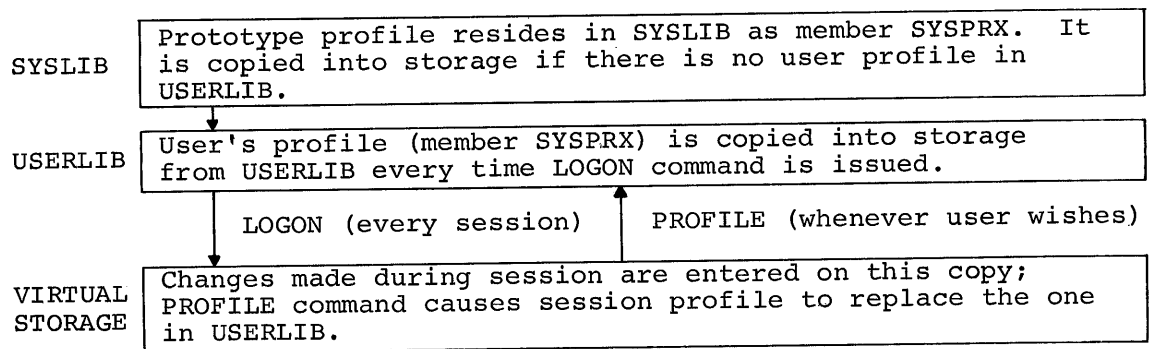 SYSLIB
Prototype profile resides in SYSLIB as member SYSPRX. It
is copied into storage if there is no user profile in
USERLIB.
USERLIB
User's profile (member SYSPRX) is copied into storage
from USERLIB every time LOGON command is issued.
LOGON (every session)
PROFILE (whenever user wishes)
VIRTUAL
STORAGE
Changes made during session are entered on this copy;
PROFILE command causes session profile to replace the one
in USERLIB.